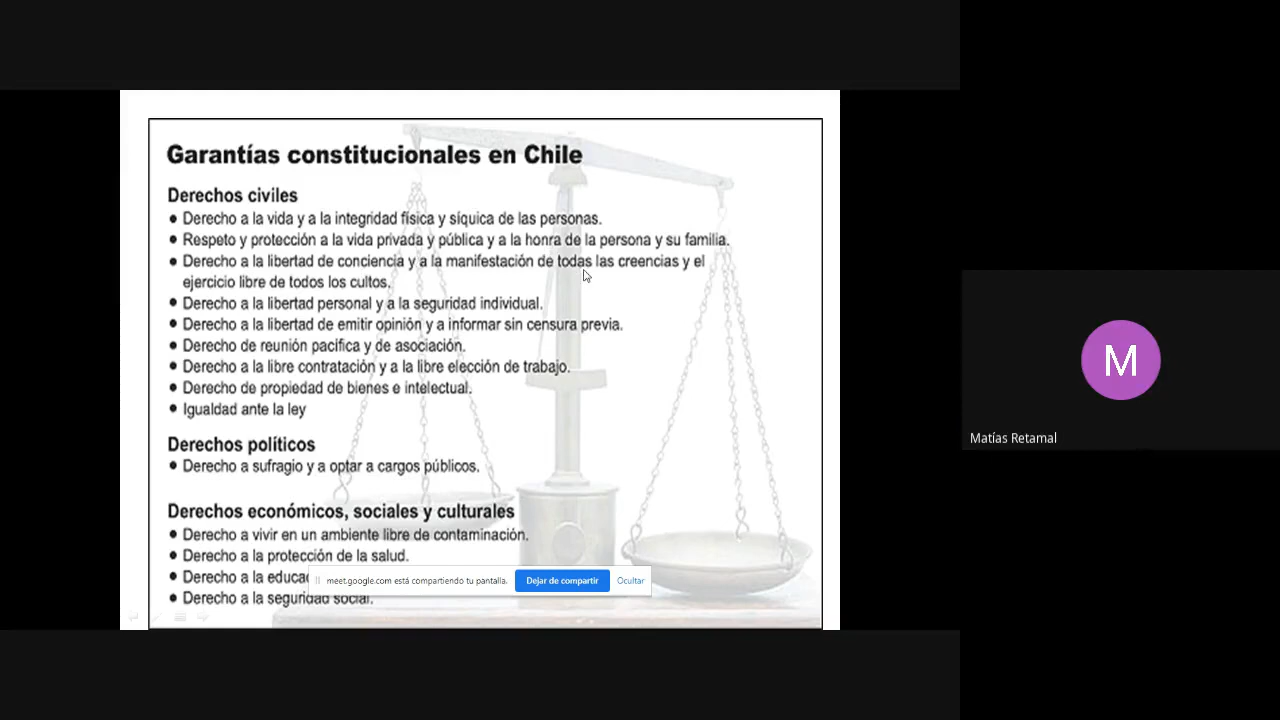 Garantías constitucionales en Chile
Derechos civiles
● Derecho a la vida y a la integridad física y síquica de las personas.
● Respeto y protección a la vida privada y pública y a la honra de la persona y su familia.
● Derecho a la libertad de conciencia y a la manifestación de todas las creencias y el
ejercicio libre de todos los cultos.
● Derecho a la libertad personal y a la seguridad individual.
● Derecho a la libertad de emitir opinión y a informar sin censura previa.
● Derecho de reunión pacífica y de asociación.
● Derecho a la libre contratación y a la libre elección de trabajo.
● Derecho de propiedad de bienes e intelectual.
● Igualdad ante la ley
Derechos políticos
● Derecho a sufragio y a optar a cargos públicos.
Derechos económicos, sociales y culturales
● Derecho a vivir en un ambiente libre de contaminación.
● Derecho a la protección de la salud.
● Derecho a la educac
meet.google.com está compartiendo tu pantalla. Dejar de compartir Ocultar
● Derecho a la seguridad social.
M
Matías Retamal